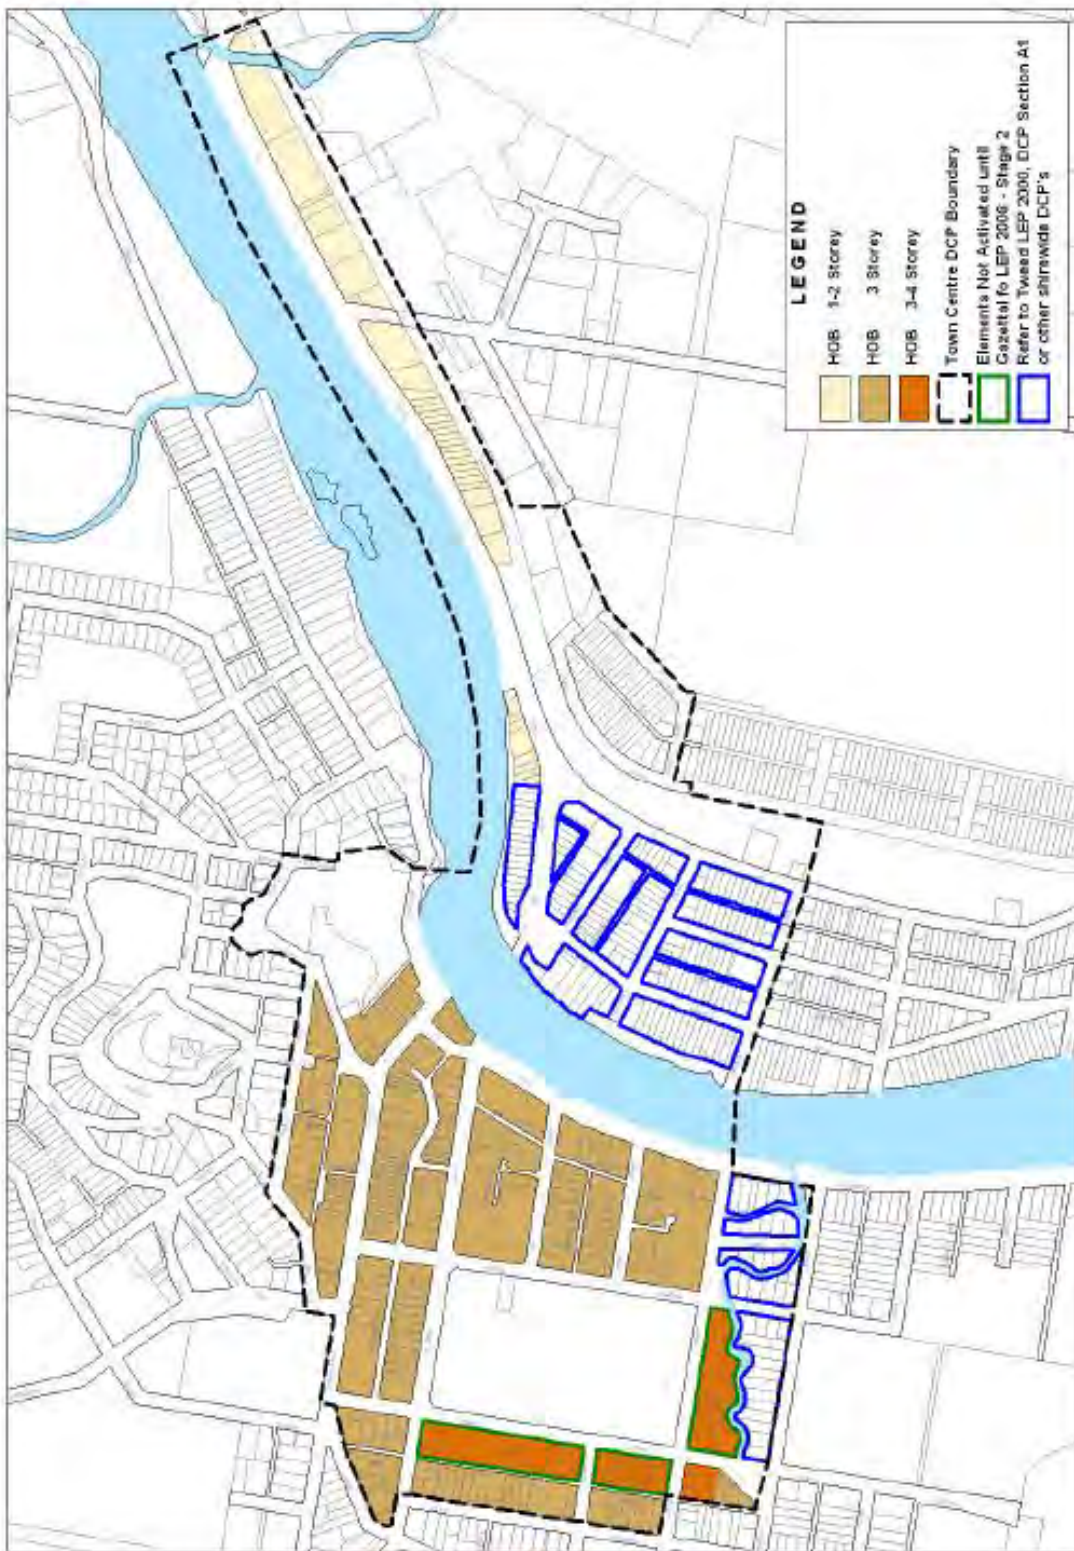 LEGEND
HOB 1-2 Storey
HOB 3 Storey
HOB 3-4 Storey
Town Centre DCP Boundary
Elements Not Activated until
Gazettal fo LEP 2006 - Stage 2
Refer to Tweed LEP 2000, DCP Section A1
or other shirewide DCP's